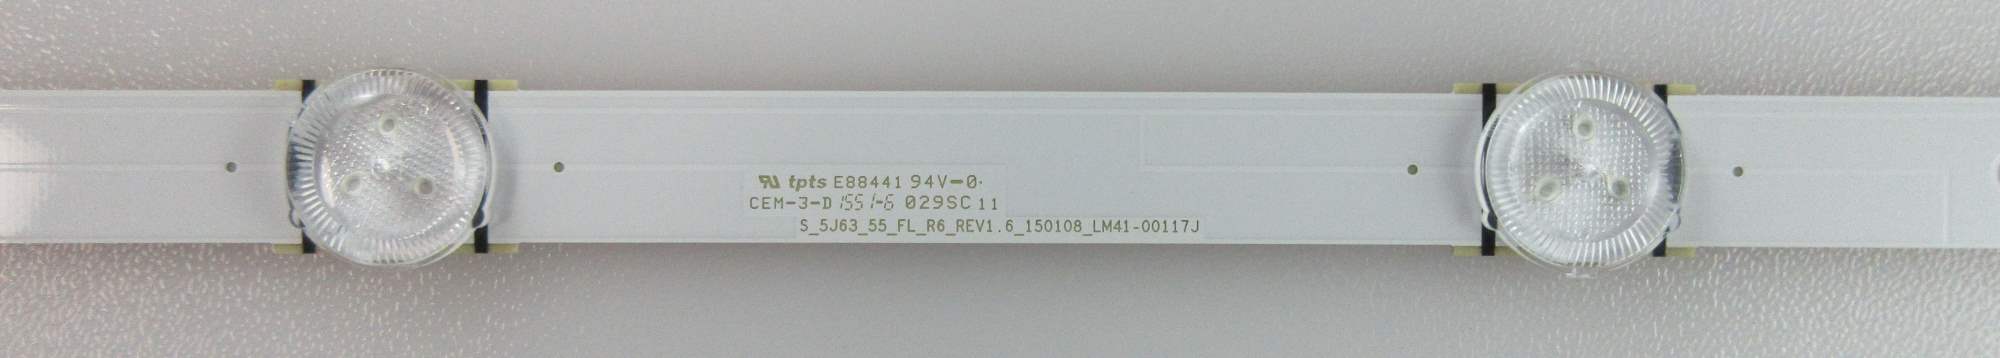 tpts E88441 94V-0
CEM-3-D 1551-6 029SC 11
S_5J63_55_FL_R6_REV1.6_150108_LM41-00117J